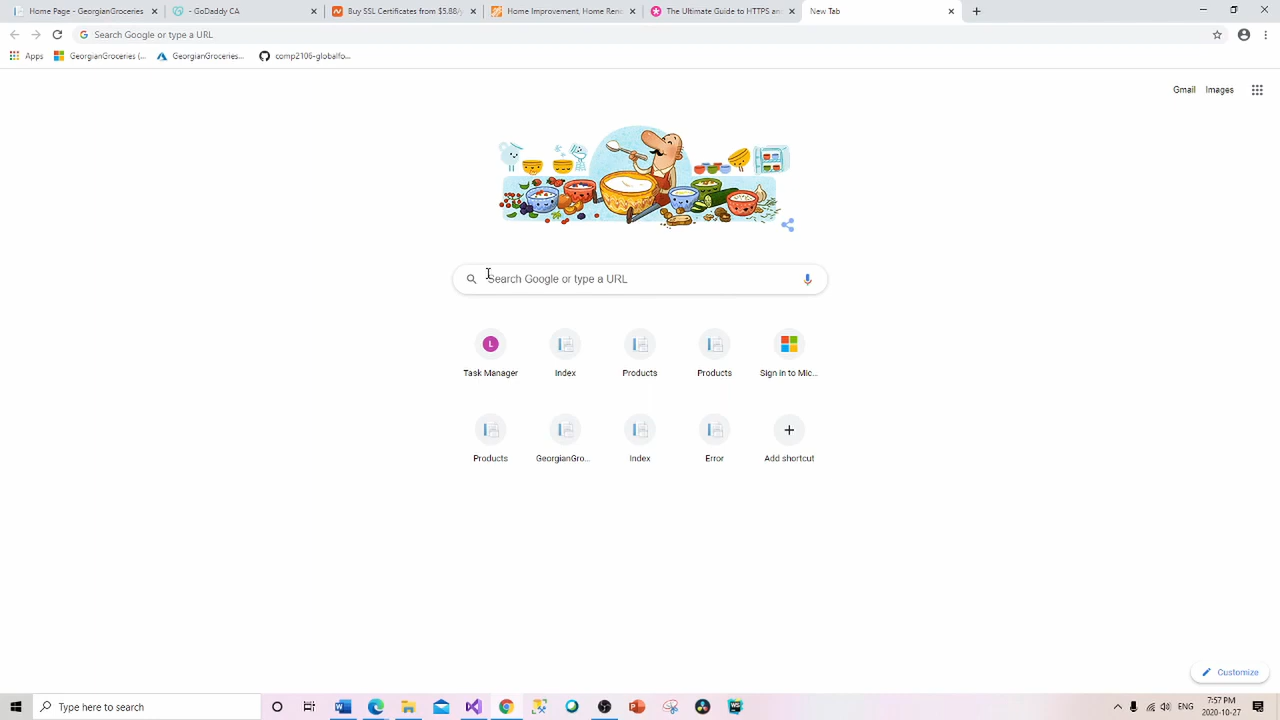 Home Page - GeorgianGroceries
- GoDaddy CA
Buy SSL Certificates from $5.88/y
Home Improvement, Home Ren
The Ultimate Guide to HTTPS an
New Tab
Search Google or type a URL
Apps
GeorgianGroceries (...
GeorgianGroceries...
comp2106-globalfo...
Gmail
Images
Search Google or type a URL
L
Task Manager
Index
Products
Products
Sign in to Mic...
Products
GeorgianGro...
Index
Error
Add shortcut
Customize
Type here to search
ENG
7:57 PM
2020-10-27